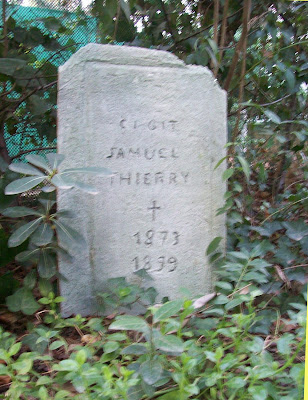 CI GIT
SAMUEL
THIERRY
1873
1899